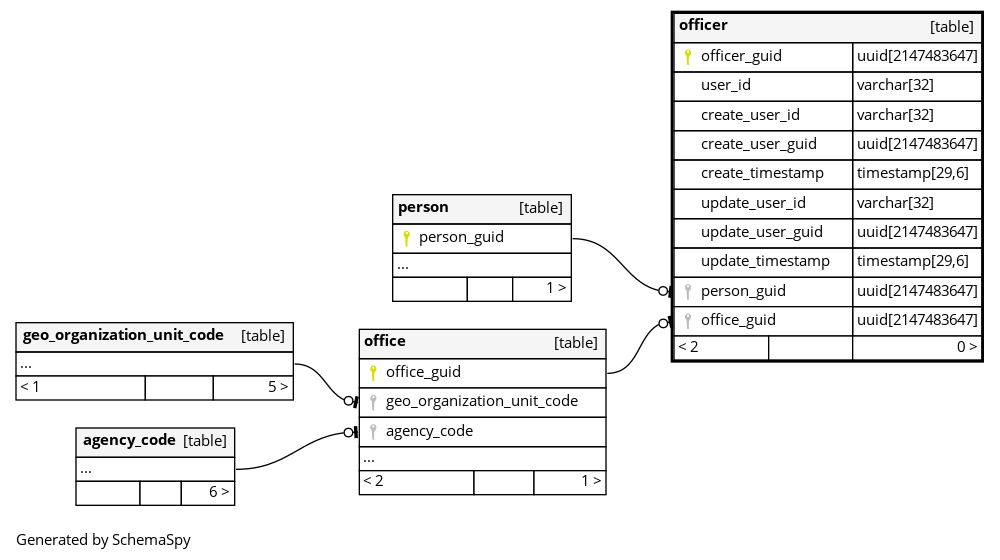 officer [table]
officer_guid uuid[2147483647]
user_id varchar[32]
create_user_id varchar[32]
create_user_guid uuid[2147483647]
create_timestamp timestamp[29,6]
update_user_id varchar[32]
update_user_guid uuid[2147483647]
update_timestamp timestamp[29,6]
person_guid uuid[2147483647]
office_guid uuid[2147483647]
< 2 0 >
person [table]
person_guid
...
1 >
geo_organization_unit_code [table]
...
< 1 5 >
office [table]
office_guid
geo_organization_unit_code
agency_code
...
< 2 1 >
agency_code [table]
...
6 >
Generated by SchemaSpy